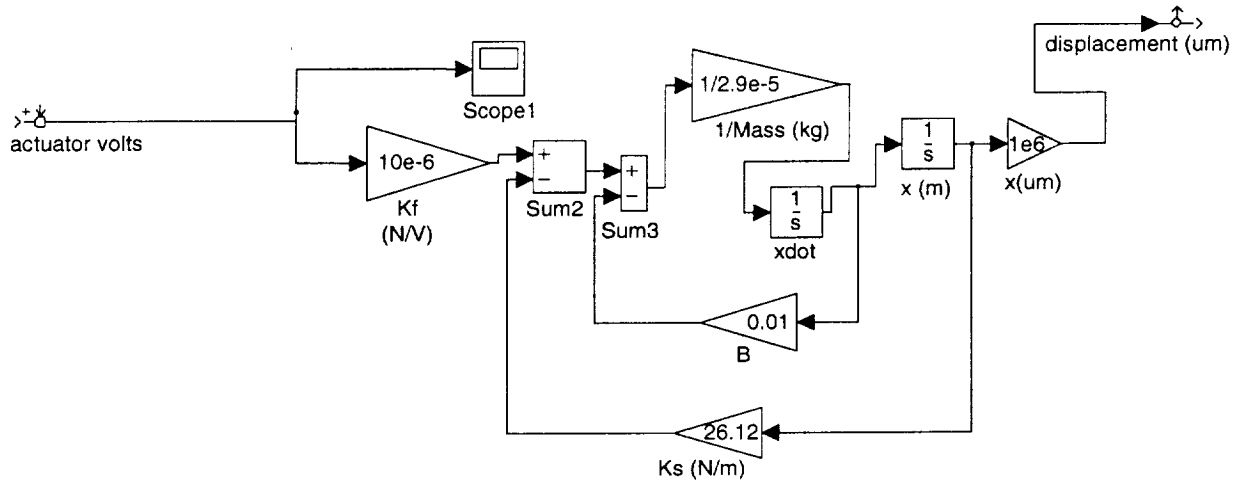 displacement (um)
Scope1
actuator volts
1/2.9e-5
1/Mass (kg)
10e-6
Kf
(N/V)
+
−
Sum2
+
−
Sum3
1
s
xdot
1
s
x (m)
1e6
x(um)
0.01
B
26.12
Ks (N/m)